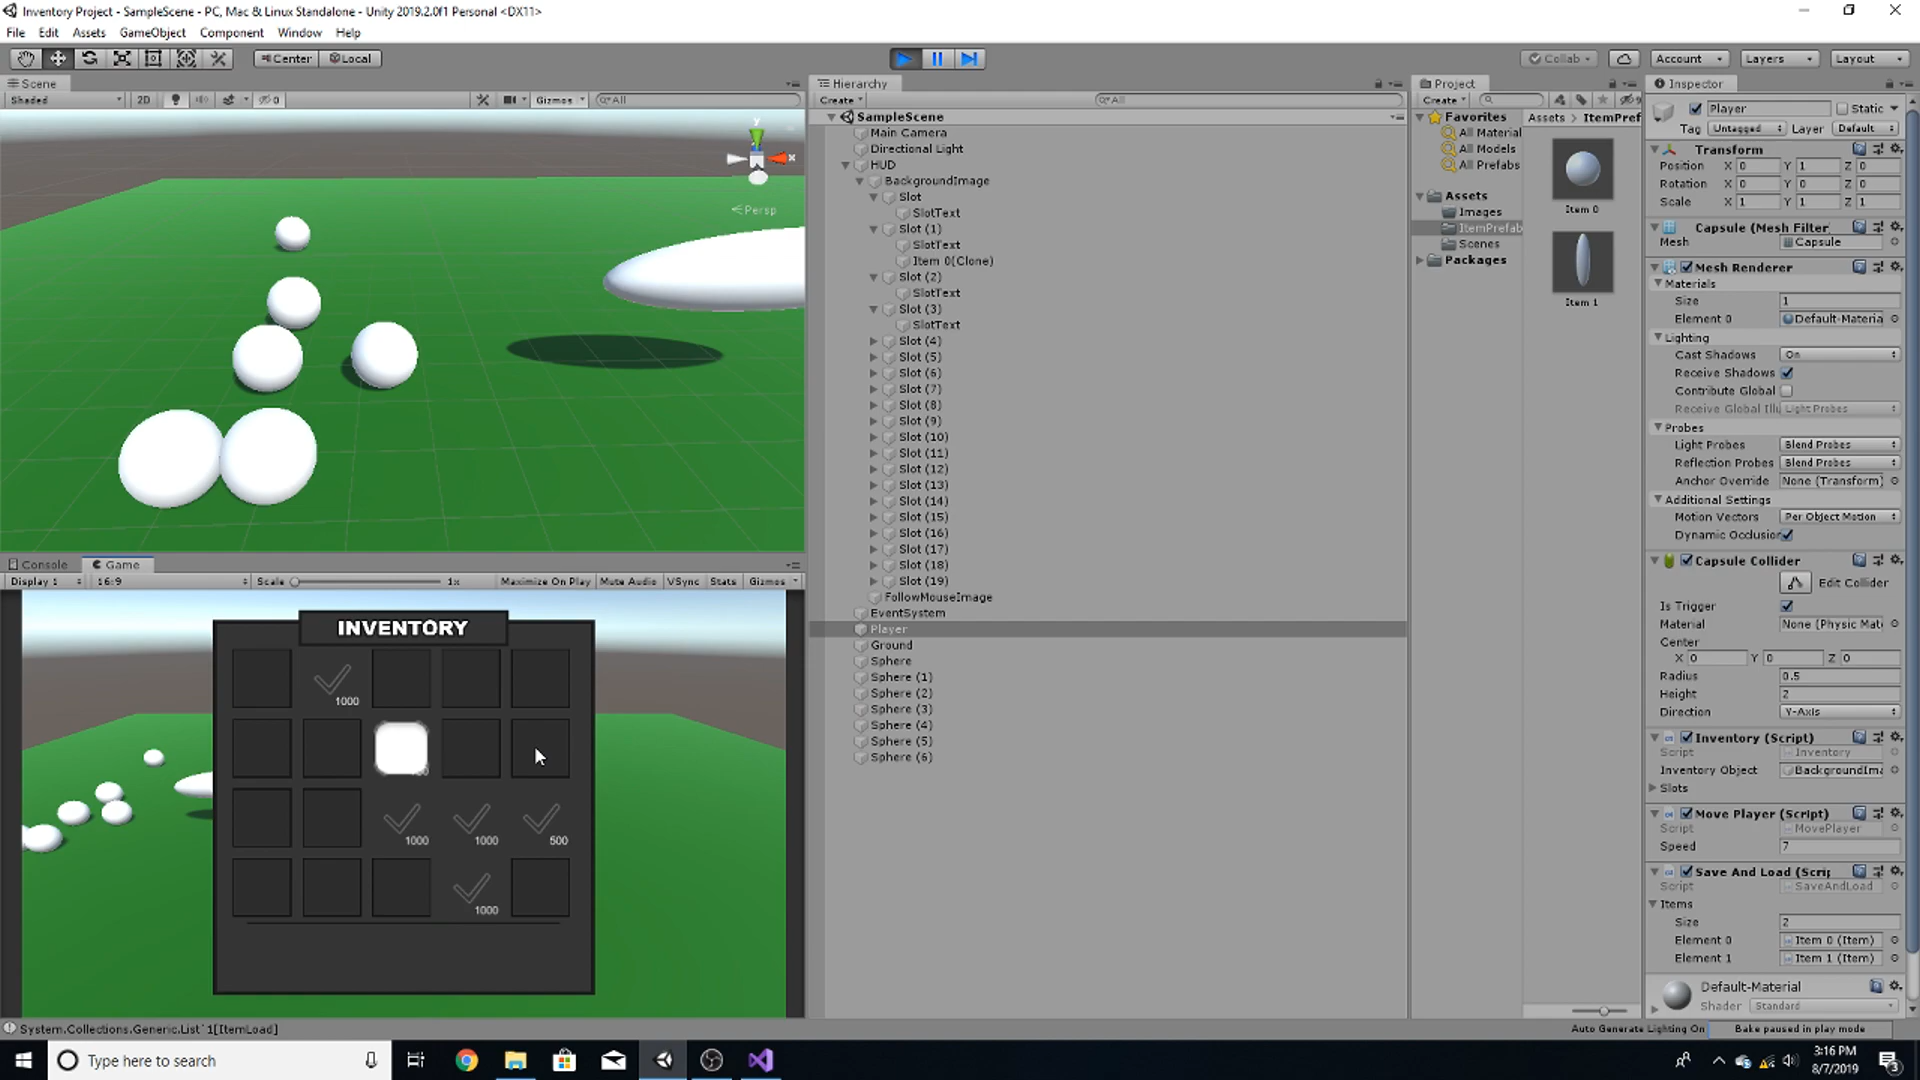 Inventory Project - SampleScene - PC, Mac & Linux Standalone - Unity 2019.2.0f1 Personal <DX11>
File Edit Assets GameObject Component Window Help
Center Local
Collab Account Layers Layout
Scene
Shaded 2D 0 Gizmos All
y
x
Persp
Console Game
Display 1 16:9 Scale 1x Maximize On Play Mute Audio VSync Stats Gizmos
INVENTORY
1000
1000 1000 500
1000
System.Collections.Generic.List`1[ItemLoad]
Hierarchy
Create All
SampleScene
Main Camera
Directional Light
HUD
BackgroundImage
Slot
SlotText
Slot (1)
SlotText
Item 0(Clone)
Slot (2)
SlotText
Slot (3)
SlotText
Slot (4)
Slot (5)
Slot (6)
Slot (7)
Slot (8)
Slot (9)
Slot (10)
Slot (11)
Slot (12)
Slot (13)
Slot (14)
Slot (15)
Slot (16)
Slot (17)
Slot (18)
Slot (19)
FollowMouseImage
EventSystem
Player
Ground
Sphere
Sphere (1)
Sphere (2)
Sphere (3)
Sphere (4)
Sphere (5)
Sphere (6)
Project
Create
Favorites
All Material
All Models
All Prefabs
Assets
Images
ItemPrefab
Scenes
Packages
Assets ItemPref
Item 0
Item 1
Inspector
Player Static
Tag Untagged Layer Default
Transform
Position X 0 Y 1 Z 0
Rotation X 0 Y 0 Z 0
Scale X 1 Y 1 Z 1
Capsule (Mesh Filter)
Mesh Capsule
Mesh Renderer
Materials
Size 1
Element 0 Default-Materia
Lighting
Cast Shadows On
Receive Shadows
Contribute Global
Receive Global Illu Light Probes
Probes
Light Probes Blend Probes
Reflection Probes Blend Probes
Anchor Override None (Transform)
Additional Settings
Motion Vectors Per Object Motion
Dynamic Occlusion
Capsule Collider
Edit Collider
Is Trigger
Material None (Physic Mat
Center
X 0 Y 0 Z 0
Radius 0.5
Height 2
Direction Y-Axis
Inventory (Script)
Script Inventory
Inventory Object BackgroundIma
Slots
Move Player (Script)
Script MovePlayer
Speed 7
Save And Load (Scrip
Script SaveAndLoad
Items
Size 2
Element 0 Item 0 (Item)
Element 1 Item 1 (Item)
Default-Material
Shader Standard
Auto Generate Lighting On Bake paused in play mode
Type here to search
3:16 PM
8/7/2019
3